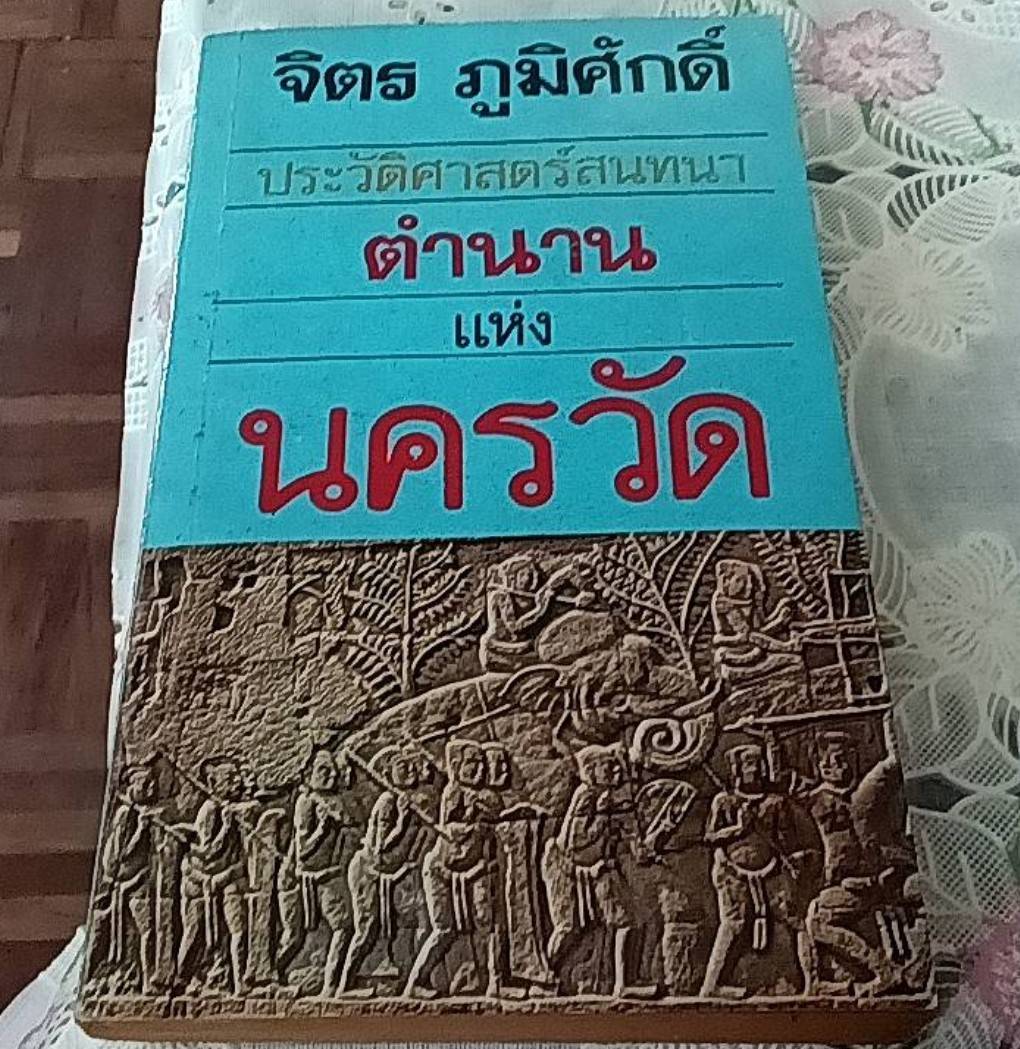 จิตร ภูมิศักดิ์
ประวัติศาสตร์สนทนา
ตำนาน
แห่ง
นครวัด